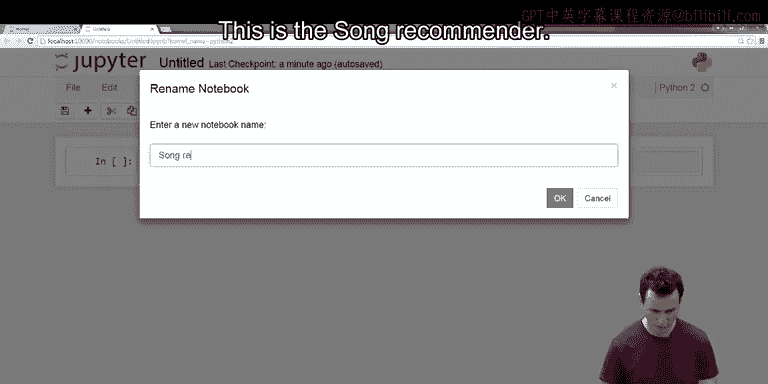 GPT中英字幕课程资源@bilibili
This is the Song recommender.
Home
Untitled
jupyter Untitled Last Checkpoint: a minute ago (autosaved)
File Edit
Python 2
Rename Notebook
×
Enter a new notebook name:
Song re
OK Cancel
In [ ]: